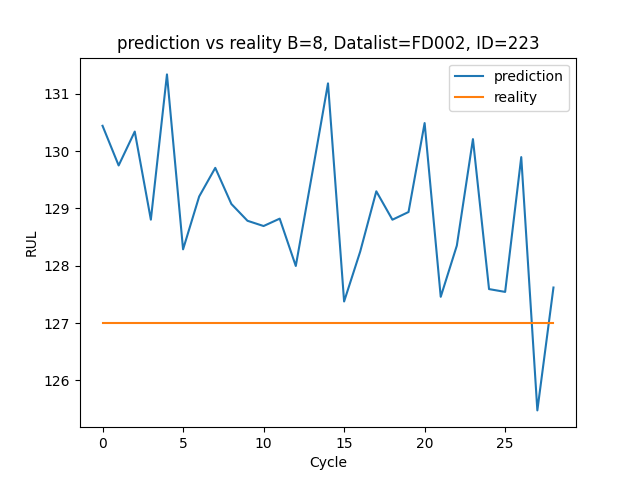 prediction vs reality B=8, Datalist=FD002, ID=223
prediction
reality
131
130
129
128
127
126
RUL
0 5 10 15 20 25
Cycle